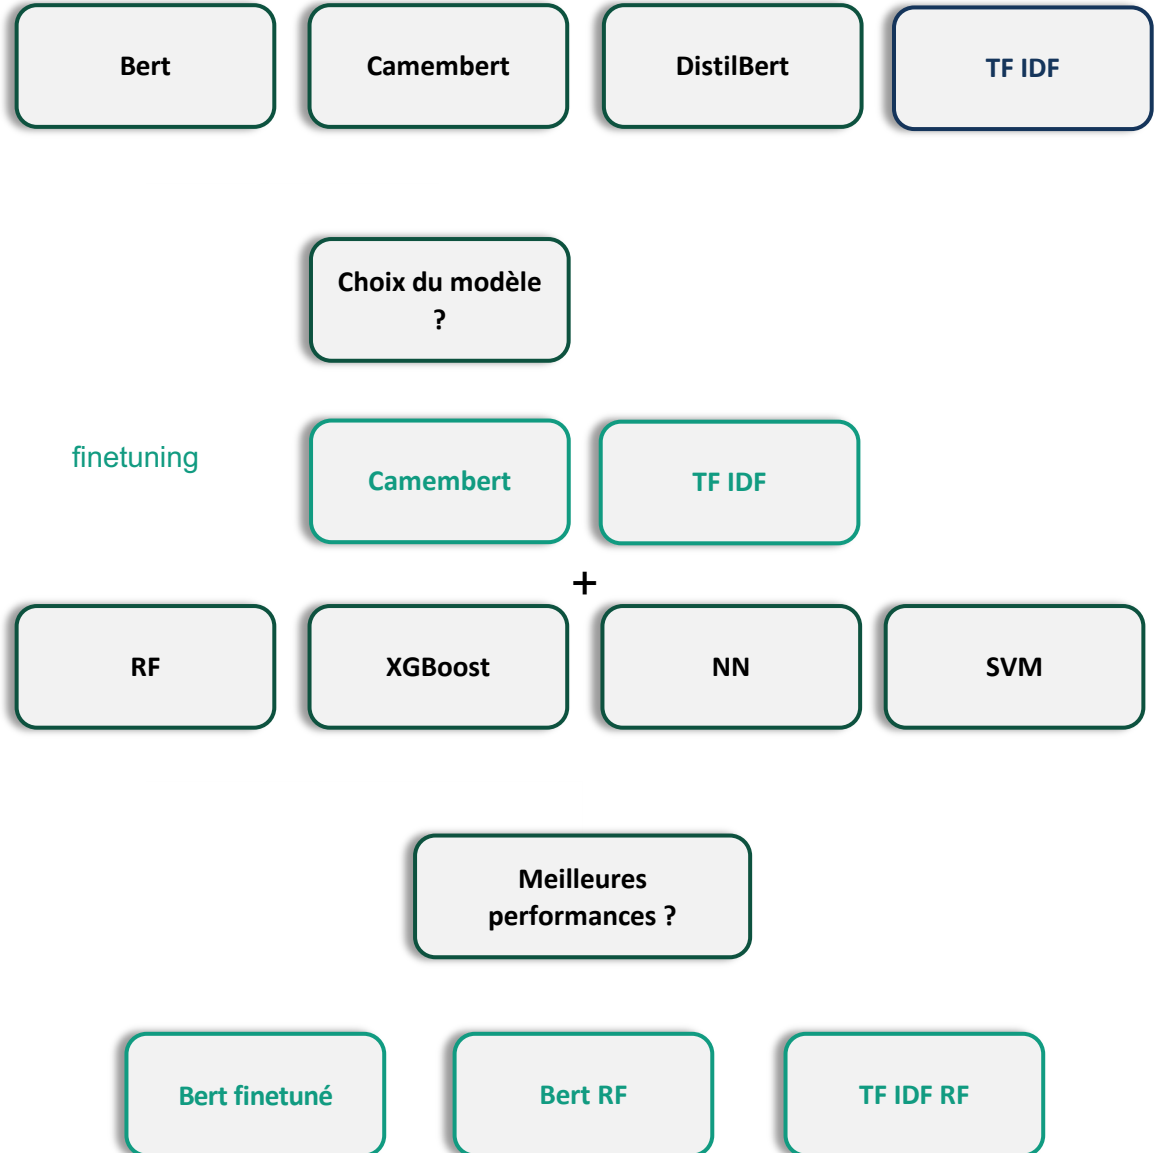 Bert
Camembert
DistilBert
TF IDF
Choix du modèle
?
finetuning
Camembert
TF IDF
+
RF
XGBoost
NN
SVM
Meilleures
performances ?
Bert finetuné
Bert RF
TF IDF RF